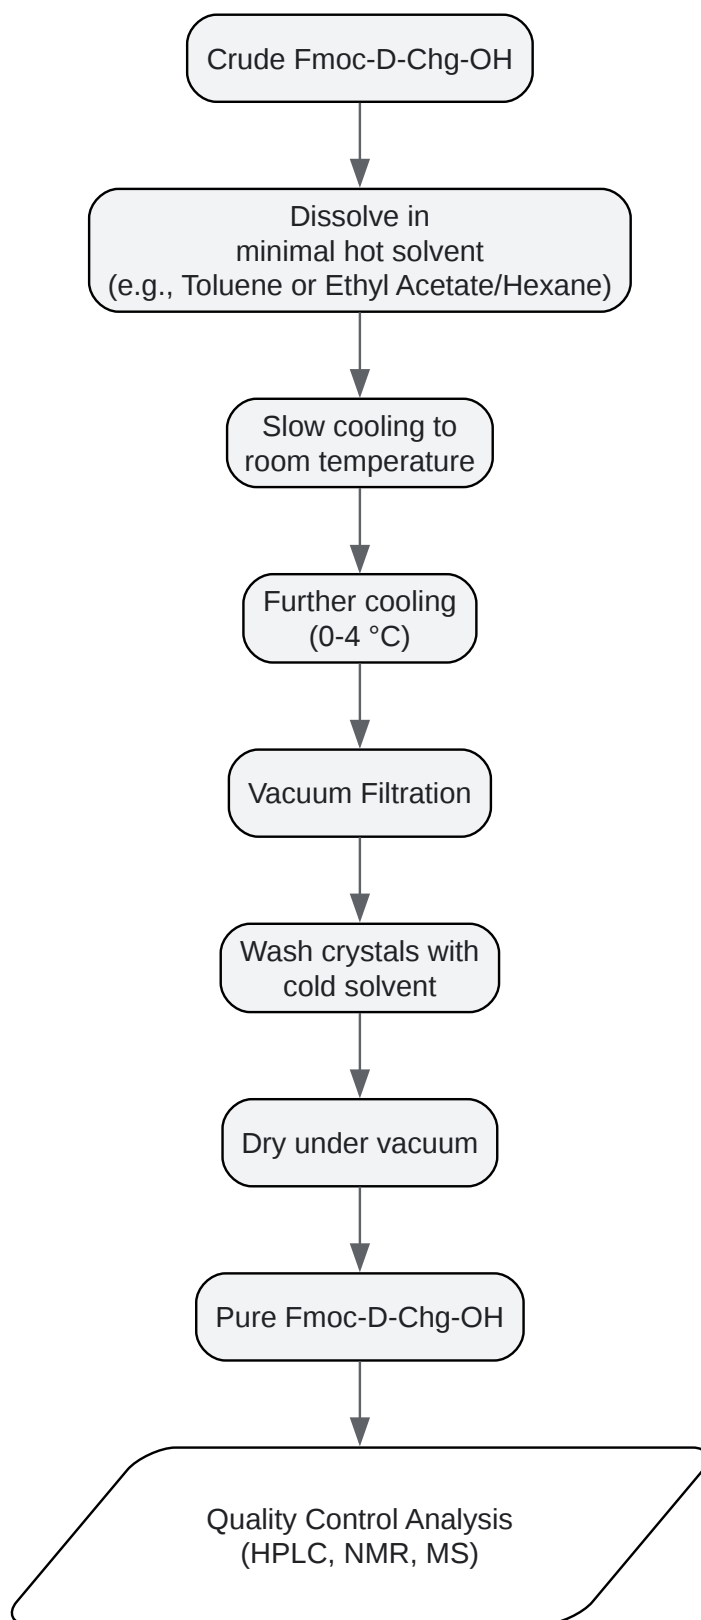 Crude Fmoc-D-Chg-OH
Dissolve in
minimal hot solvent
(e.g., Toluene or Ethyl Acetate/Hexane)
Slow cooling to
room temperature
Further cooling
(0-4 °C)
Vacuum Filtration
Wash crystals with
cold solvent
Dry under vacuum
Pure Fmoc-D-Chg-OH
Quality Control Analysis
(HPLC, NMR, MS)